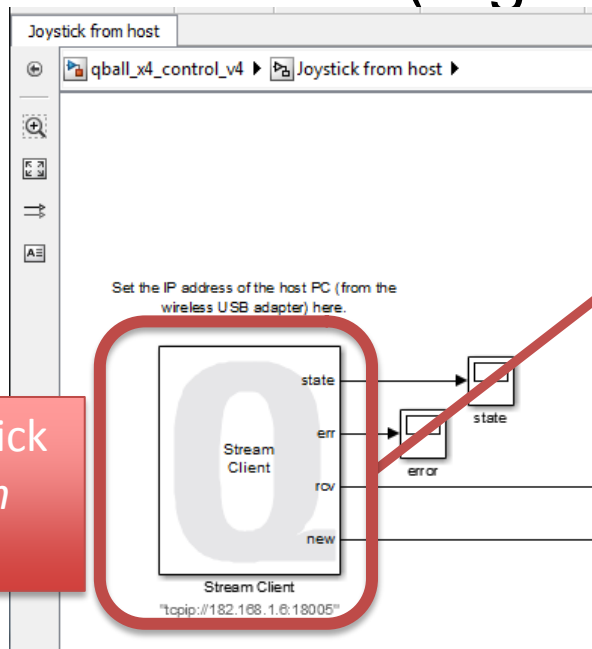 Joystick from host
qball_x4_control_v4 Joystick from host
Set the IP address of the host PC (from the
wireless USB adapter) here.
state
err
rcv
new
Stream
Client
state
error
ick
Stream Client
"tcpip://182.168.1.6:18005"